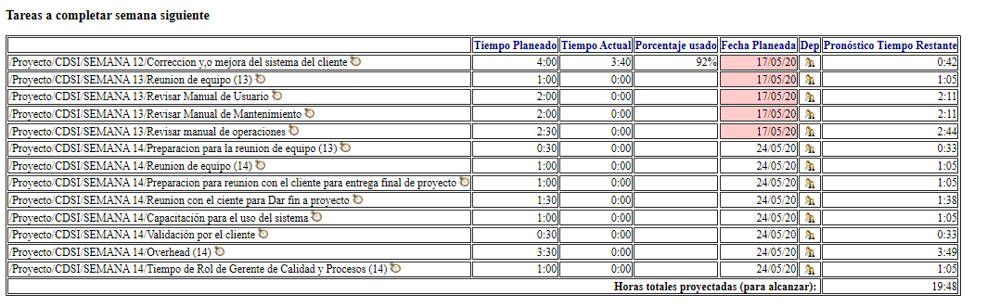 Tareas a completar semana siguiente
Tiempo Planeado Tiempo Actual Porcentaje usado Fecha Planeada Dep Pronóstico Tiempo Restante
/Proyecto/CDSI/SEMANA 12/Correccion y,o mejora del sistema del cliente 4:00 3:40 92% 17/05/20 0:42
/Proyecto/CDSI/SEMANA 13/Reunion de equipo (13) 1:00 0:00 17/05/20 1:05
/Proyecto/CDSI/SEMANA 13/Revisar Manual de Usuario 2:00 0:00 17/05/20 2:11
/Proyecto/CDSI/SEMANA 13/Revisar Manual de Mantenimiento 2:00 0:00 17/05/20 2:11
/Proyecto/CDSI/SEMANA 13/Revisar manual de operaciones 2:30 0:00 17/05/20 2:44
/Proyecto/CDSI/SEMANA 14/Preparacion para la reunion de equipo (13) 0:30 0:00 24/05/20 0:33
/Proyecto/CDSI/SEMANA 14/Reunion de equipo (14) 1:00 0:00 24/05/20 1:05
/Proyecto/CDSI/SEMANA 14/Preparacion para reunion con el cliente para entrega final de proyecto 1:00 0:00 24/05/20 1:05
/Proyecto/CDSI/SEMANA 14/Reunion con el ciente para Dar fin a proyecto 1:30 0:00 24/05/20 1:38
/Proyecto/CDSI/SEMANA 14/Capacitación para el uso del sistema 1:00 0:00 24/05/20 1:05
/Proyecto/CDSI/SEMANA 14/Validación por el cliente 0:30 0:00 24/05/20 0:33
/Proyecto/CDSI/SEMANA 14/Overhead (14) 3:30 0:00 24/05/20 3:49
/Proyecto/CDSI/SEMANA 14/Tiempo de Rol de Gerente de Calidad y Procesos (14) 1:00 0:00 24/05/20 1:05
Horas totales proyectadas (para alcanzar): 19:48